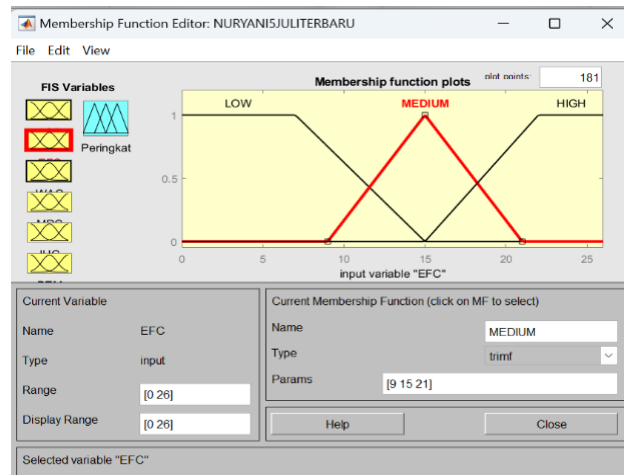 Membership Function Editor: NURYANI5JULITERBARU
File Edit View
FIS Variables
Peringkat
Membership function plots
plot points:
181
LOW
MEDIUM
HIGH
1
0.5
0
0 5 10 15 20 25
input variable "EFC"
Current Variable
Name EFC
Type input
Range [0 26]
Display Range [0 26]
Current Membership Function (click on MF to select)
Name MEDIUM
Type trimf
Params [9 15 21]
Help Close
Selected variable "EFC"